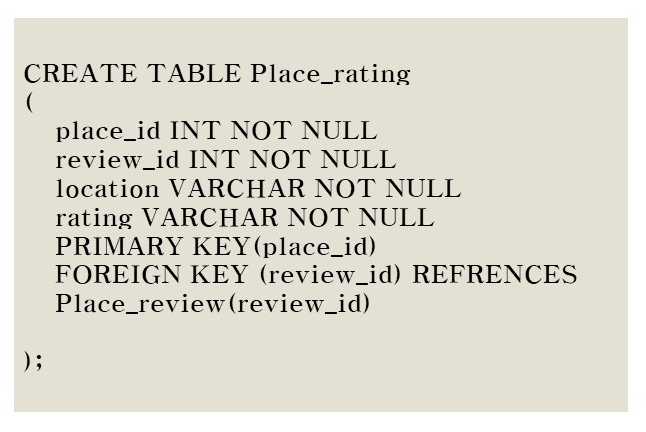 CREATE TABLE Place_rating
(
place_id INT NOT NULL
review_id INT NOT NULL
location VARCHAR NOT NULL
rating VARCHAR NOT NULL
PRIMARY KEY(place_id)
FOREIGN KEY (review_id) REFRENCES
Place_review(review_id)
);